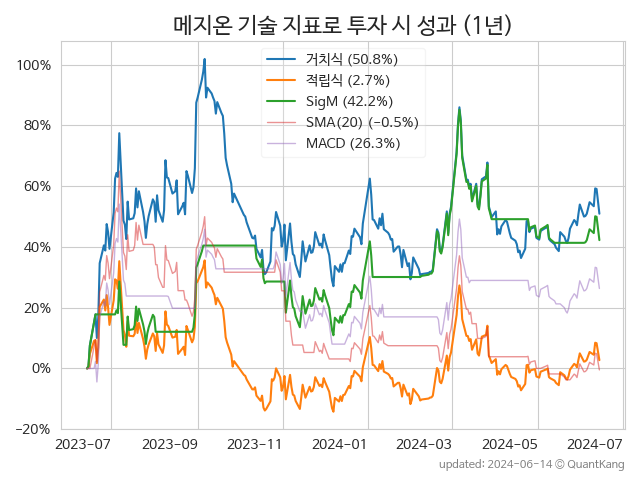 메지온 기술 지표로 투자 시 성과 (1년)
거치식 (50.8%)
적립식 (2.7%)
SigM (42.2%)
SMA(20) (−0.5%)
MACD (26.3%)
100%
80%
60%
40%
20%
0%
−20%
2023-07 2023-09 2023-11 2024-01 2024-03 2024-05 2024-07
updated: 2024-06-14 © QuantKang